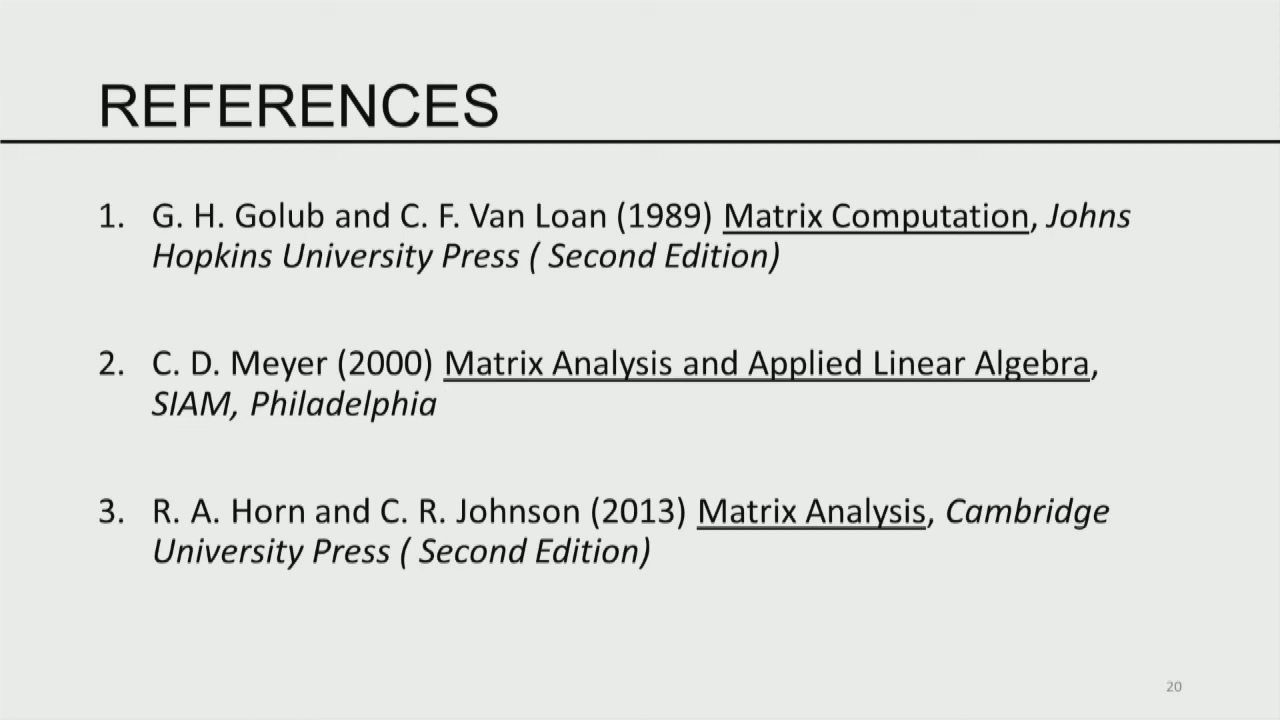 REFERENCES
1. G. H. Golub and C. F. Van Loan (1989) Matrix Computation, Johns
Hopkins University Press ( Second Edition)
2. C. D. Meyer (2000) Matrix Analysis and Applied Linear Algebra,
SIAM, Philadelphia
3. R. A. Horn and C. R. Johnson (2013) Matrix Analysis, Cambridge
University Press ( Second Edition)
20